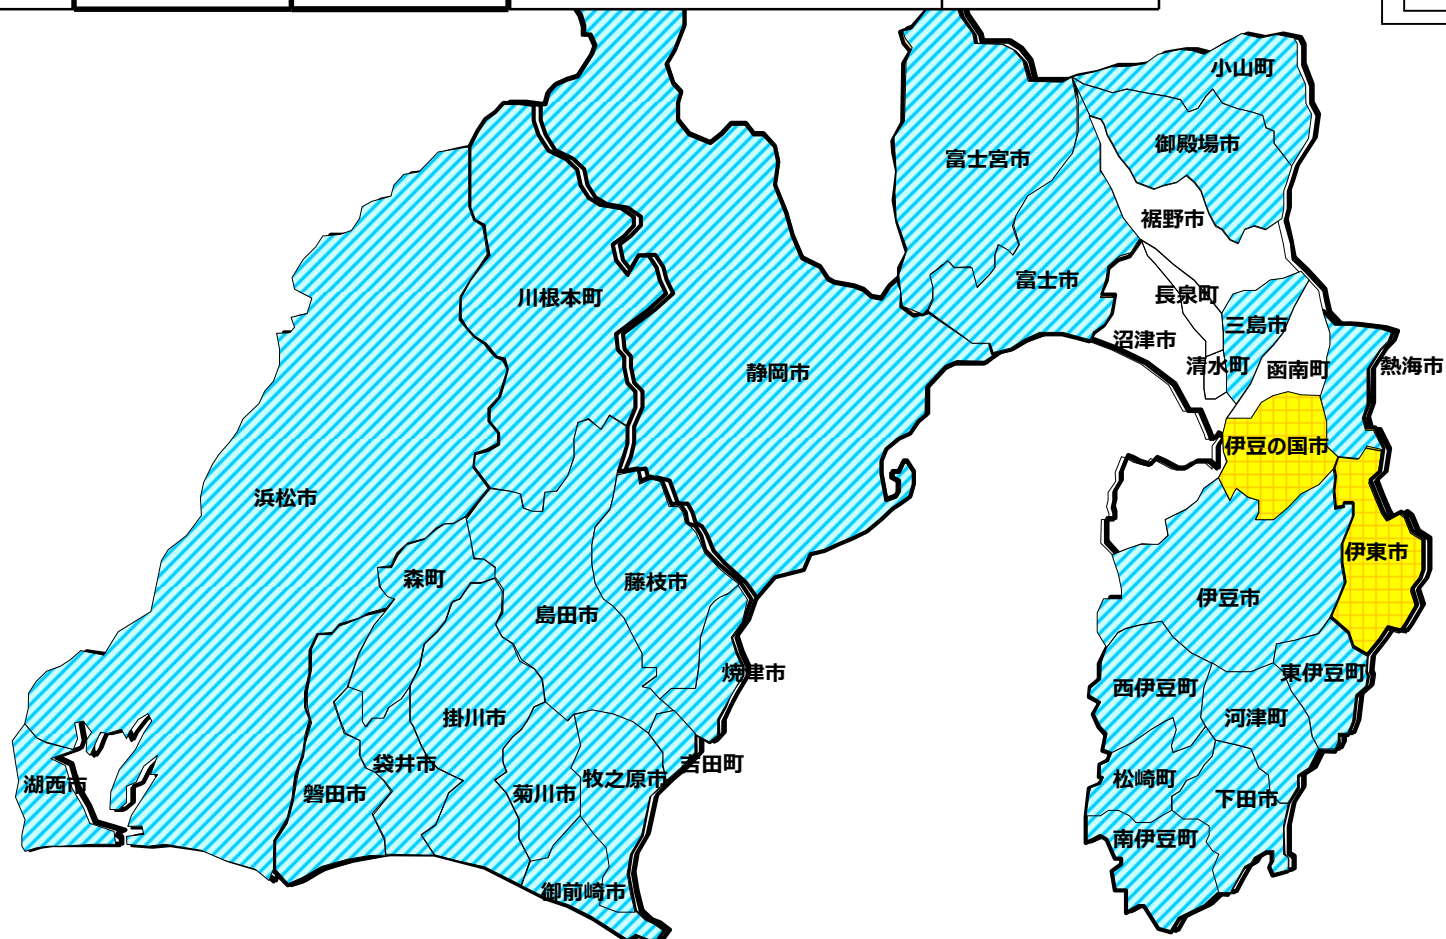 小山町
御殿場市
富士宮市
裾野市
富士市
長泉町
川根本町
三島市
沼津市
清水町
函南町
熱海市
静岡市
伊豆の国市
浜松市
伊東市
森町
藤枝市
伊豆市
島田市
焼津市
東伊豆町
西伊豆町
掛川市
河津町
袋井市
吉田町
牧之原市
松崎町
湖西市
磐田市
菊川市
下田市
南伊豆町
御前崎市